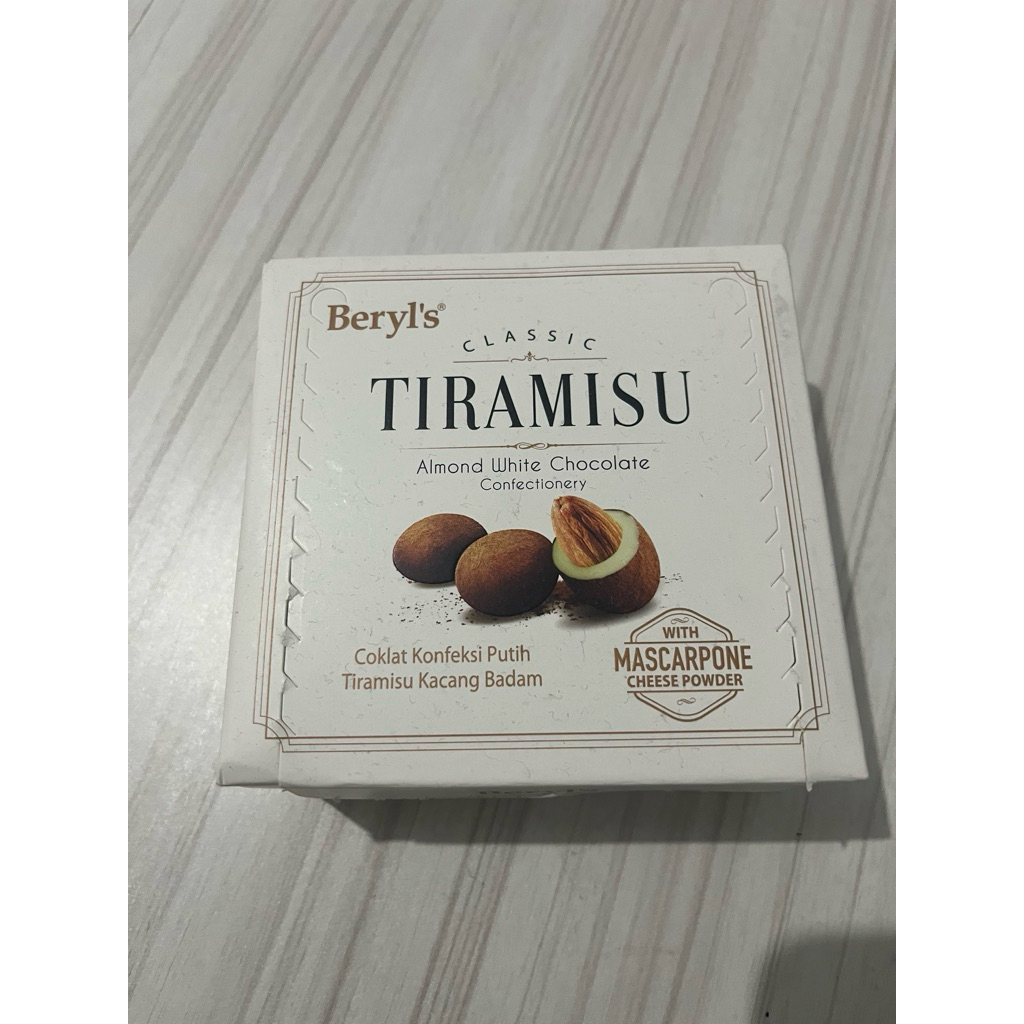 Beryl's®
CLASSIC
TIRAMISU
Almond White Chocolate
Confectionery
Coklat Konfeksi Putih
Tiramisu Kacang Badam
WITH
MASCARPONE
CHEESE POWDER